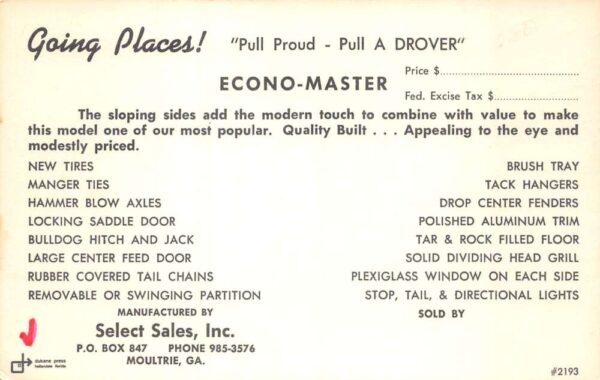 Going Places! "Pull Proud - Pull A DROVER"
Price $
ECONO-MASTER
Fed. Excise Tax $
The sloping sides add the modern touch to combine with value to make
this model one of our most popular. Quality Built . . . Appealing to the eye and
modestly priced.
NEW TIRES
MANGER TIES
HAMMER BLOW AXLES
LOCKING SADDLE DOOR
BULLDOG HITCH AND JACK
LARGE CENTER FEED DOOR
RUBBER COVERED TAIL CHAINS
REMOVABLE OR SWINGING PARTITION
BRUSH TRAY
TACK HANGERS
DROP CENTER FENDERS
POLISHED ALUMINUM TRIM
TAR & ROCK FILLED FLOOR
SOLID DIVIDING HEAD GRILL
PLEXIGLASS WINDOW ON EACH SIDE
STOP, TAIL, & DIRECTIONAL LIGHTS
MANUFACTURED BY
Select Sales, Inc.
P.O. BOX 847 PHONE 985-3576
MOULTRIE, GA.
SOLD BY
dukane press
hallandale florida
#2193